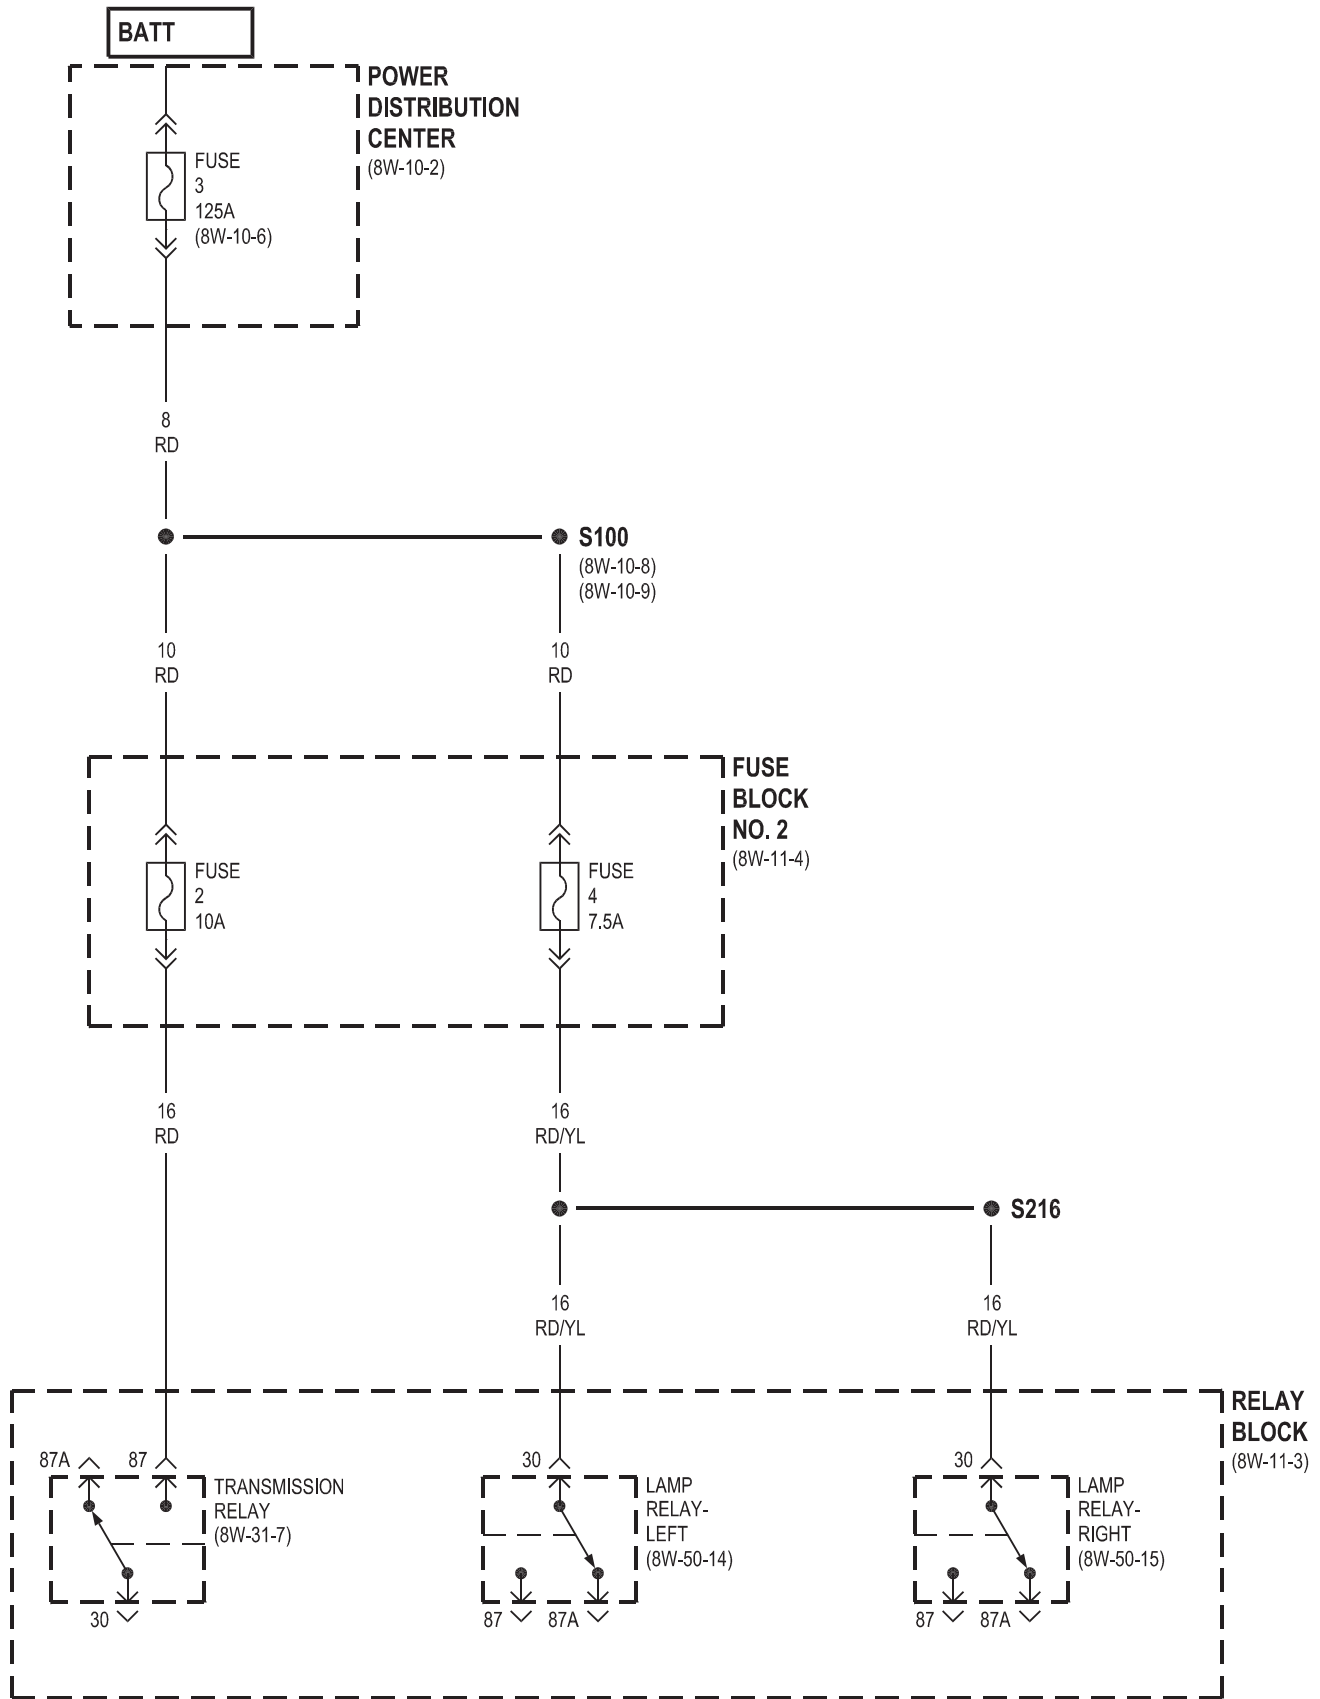 BATT
POWER
DISTRIBUTION
CENTER
(8W-10-2)
FUSE
3
125A
(8W-10-6)
8
RD
S100
(8W-10-8)
(8W-10-9)
10
RD
10
RD
FUSE
BLOCK
NO. 2
(8W-11-4)
FUSE
2
10A
FUSE
4
7.5A
16
RD
16
RD/YL
S216
16
RD/YL
16
RD/YL
RELAY
BLOCK
(8W-11-3)
87A
87
TRANSMISSION
RELAY
(8W-31-7)
30
30
LAMP
RELAY-
LEFT
(8W-50-14)
87
87A
30
LAMP
RELAY-
RIGHT
(8W-50-15)
87
87A